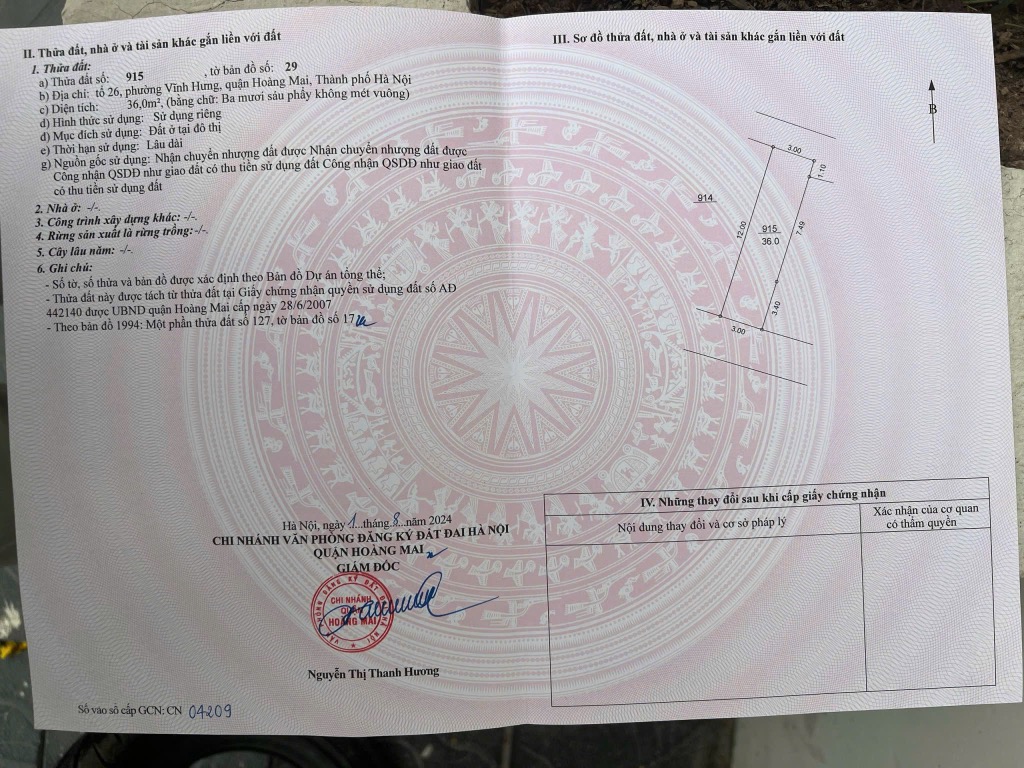 II. Thửa đất, nhà ở và tài sản khác gắn liền với đất
1. Thửa đất:
a) Thửa đất số: 915 , tờ bản đồ số: 29
b) Địa chỉ: tổ 26, phường Vĩnh Hưng, quận Hoàng Mai, Thành phố Hà Nội
c) Diện tích: 36,0m², (bằng chữ: Ba mươi sáu phẩy không mét vuông)
d) Hình thức sử dụng: Sử dụng riêng
đ) Mục đích sử dụng: Đất ở tại đô thị
e) Thời hạn sử dụng: Lâu dài
g) Nguồn gốc sử dụng: Nhận chuyển nhượng đất được Nhận chuyển nhượng đất được
Công nhận QSDĐ như giao đất có thu tiền sử dụng đất Công nhận QSDĐ như giao đất
có thu tiền sử dụng đất
2. Nhà ở: -/-.
3. Công trình xây dựng khác: -/-.
4. Rừng sản xuất là rừng trồng:-/-.
5. Cây lâu năm: -/-.
6. Ghi chú:
- Số tờ, số thửa và bản đồ được xác định theo Bản đồ Dự án tổng thể;
- Thửa đất này được tách từ thửa đất tại Giấy chứng nhận quyền sử dụng đất số AĐ
442140 được UBND quận Hoàng Mai cấp ngày 28/6/2007
- Theo bản đồ 1994: Một phần thửa đất số 127, tờ bản đồ số 17
Hà Nội, ngày 1...tháng.8...năm 2024
CHI NHÁNH VĂN PHÒNG ĐĂNG KÝ ĐẤT ĐAI HÀ NỘI
QUẬN HOÀNG MAI
GIÁM ĐỐC
VĂN PHÒNG ĐĂNG KÝ ĐẤT ĐAI HÀ NỘI
CHI NHÁNH
QUẬN
HOÀNG MAI
Nguyễn Thị Thanh Hương
Số vào sổ cấp GCN: CN 04209
III. Sơ đồ thửa đất, nhà ở và tài sản khác gắn liền với đất
B
3.00
1.10
914
12.00
915
36.0
7.49
3.40
3.00
IV. Những thay đổi sau khi cấp giấy chứng nhận
Nội dung thay đổi và cơ sở pháp lý
Xác nhận của cơ quan
có thẩm quyền